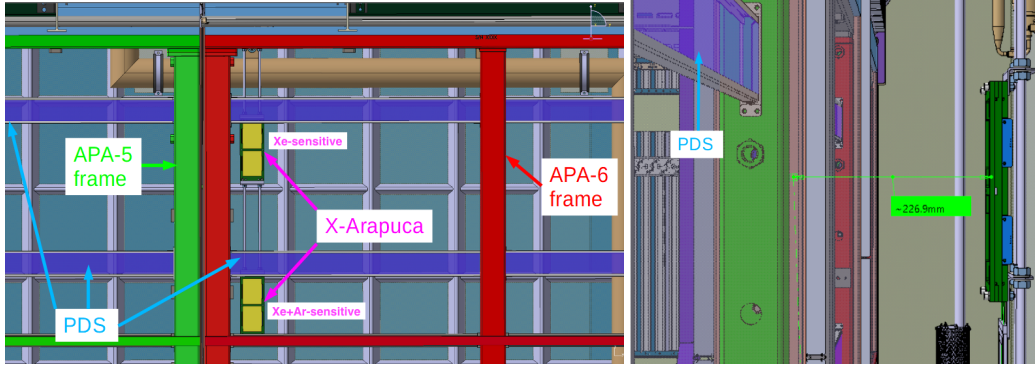 Xe-sensitive
APA-5
frame
APA-6
frame
X-Arapuca
Xe+Ar-sensitive
PDS
PDS
~226.9mm